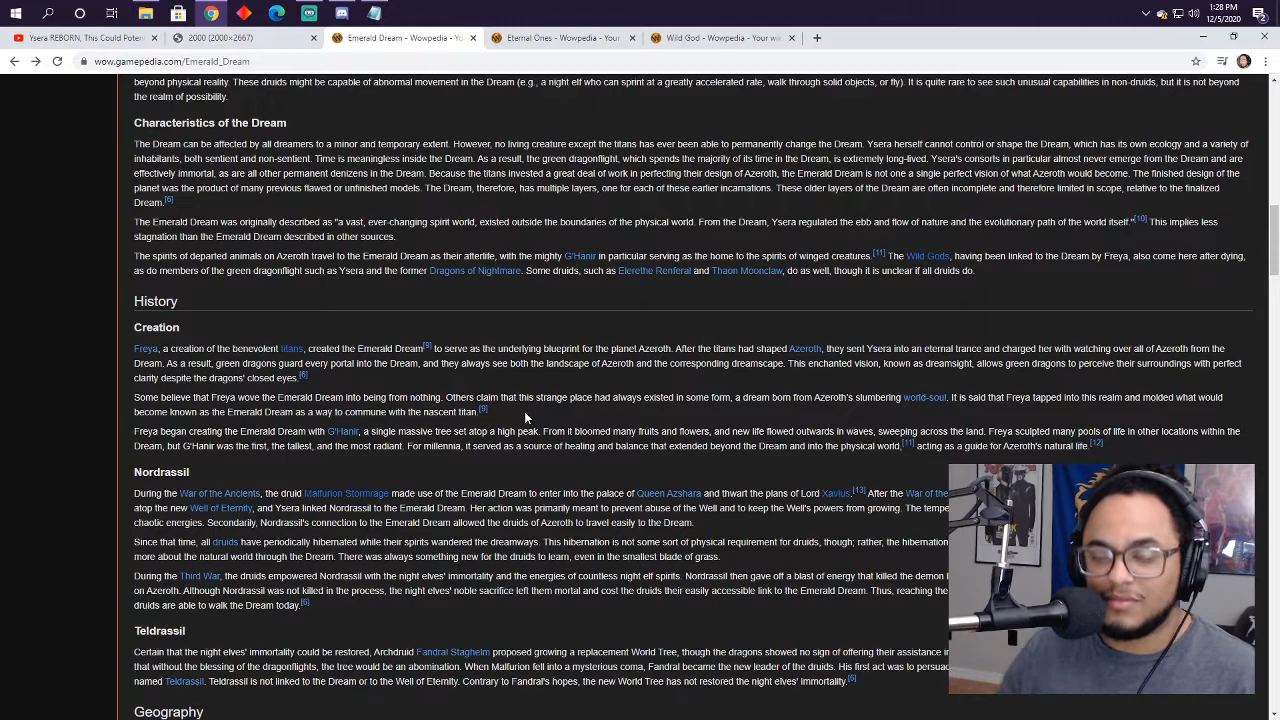 1:28 PM
12/5/2020
Ysera REBORN, This Could Poten
2000 (2000×2667)
Emerald Dream - Wowpedia - Yo
Eternal Ones - Wowpedia - Your
Wild God - Wowpedia - Your wik
wow.gamepedia.com/Emerald_Dream
beyond physical reality. These druids might be capable of abnormal movement in the Dream (e.g., a night elf who can sprint at a greatly accelerated rate, walk through solid objects, or fly). It is quite rare to see such unusual capabilities in non-druids, but it is not beyond
the realm of possibility.
Characteristics of the Dream
The Dream can be affected by all dreamers to a minor and temporary extent. However, no living creature except the titans has ever been able to permanently change the Dream. Ysera herself cannot control or shape the Dream, which has its own ecology and a variety of
inhabitants, both sentient and non-sentient. Time is meaningless inside the Dream. As a result, the green dragonflight, which spends the majority of its time in the Dream, is extremely long-lived. Ysera's consorts in particular almost never emerge from the Dream and are
effectively immortal, as are all other permanent denizens in the Dream. Because the titans invested a great deal of work in perfecting their design of Azeroth, the Emerald Dream is not one a single perfect vision of what Azeroth would become. The finished design of the
planet was the product of many previous flawed or unfinished models. The Dream, therefore, has multiple layers, one for each of these earlier incarnations. These older layers of the Dream are often incomplete and therefore limited in scope, relative to the finalized
Dream.[6]
The Emerald Dream was originally described as "a vast, ever-changing spirit world, existed outside the boundaries of the physical world. From the Dream, Ysera regulated the ebb and flow of nature and the evolutionary path of the world itself."[10] This implies less
stagnation than the Emerald Dream described in other sources.
The spirits of departed animals on Azeroth travel to the Emerald Dream as their afterlife, with the mighty G'Hanir in particular serving as the home to the spirits of winged creatures.[11] The Wild Gods, having been linked to the Dream by Freya, also come here after dying,
as do members of the green dragonflight such as Ysera and the former Dragons of Nightmare. Some druids, such as Elerethe Renferal and Thaon Moonclaw, do as well, though it is unclear if all druids do.
History
Creation
Freya, a creation of the benevolent titans, created the Emerald Dream[9] to serve as the underlying blueprint for the planet Azeroth. After the titans had shaped Azeroth, they sent Ysera into an eternal trance and charged her with watching over all of Azeroth from the
Dream. As a result, green dragons guard every portal into the Dream, and they always see both the landscape of Azeroth and the corresponding dreamscape. This enchanted vision, known as dreamsight, allows green dragons to perceive their surroundings with perfect
clarity despite the dragons' closed eyes.[6]
Some believe that Freya wove the Emerald Dream into being from nothing. Others claim that this strange place had always existed in some form, a dream born from Azeroth's slumbering world-soul. It is said that Freya tapped into this realm and molded what would
become known as the Emerald Dream as a way to commune with the nascent titan.[9]
Freya began creating the Emerald Dream with G'Hanir, a single massive tree set atop a high peak. From it bloomed many fruits and flowers, and new life flowed outwards in waves, sweeping across the land. Freya sculpted many pools of life in other locations within the
Dream, but G'Hanir was the first, the tallest, and the most radiant. For millennia, it served as a source of healing and balance that extended beyond the Dream and into the physical world,[11] acting as a guide for Azeroth's natural life.[12]
Nordrassil
During the War of the Ancients, the druid Malfurion Stormrage made use of the Emerald Dream to enter into the palace of Queen Azshara and thwart the plans of Lord Xavius.[13] After the War of the
atop the new Well of Eternity, and Ysera linked Nordrassil to the Emerald Dream. Her action was primarily meant to prevent abuse of the Well and to keep the Well's powers from growing. The tempe
chaotic energies. Secondarily, Nordrassil's connection to the Emerald Dream allowed the druids of Azeroth to travel easily to the Dream.
Since that time, all druids have periodically hibernated while their spirits wandered the dreamways. This hibernation is not some sort of physical requirement for druids, though; rather, the hibernation
more about the natural world through the Dream. There was always something new for the druids to learn, even in the smallest blade of grass.
During the Third War, the druids empowered Nordrassil with the night elves' immortality and the energies of countless night elf spirits. Nordrassil then gave off a blast of energy that killed the demon l
on Azeroth. Although Nordrassil was not killed in the process, the night elves' noble sacrifice left them mortal and cost the druids their easily accessible link to the Emerald Dream. Thus, reaching the
druids are able to walk the Dream today.[6]
Teldrassil
Certain that the night elves' immortality could be restored, Archdruid Fandral Staghelm proposed growing a replacement World Tree, though the dragons showed no sign of offering their assistance in
that without the blessing of the dragonflights, the tree would be an abomination. When Malfurion fell into a mysterious coma, Fandral became the new leader of the druids. His first act was to persuad
named Teldrassil. Teldrassil is not linked to the Dream or to the Well of Eternity. Contrary to Fandral's hopes, the new World Tree has not restored the night elves' immortality.[6]
Geography